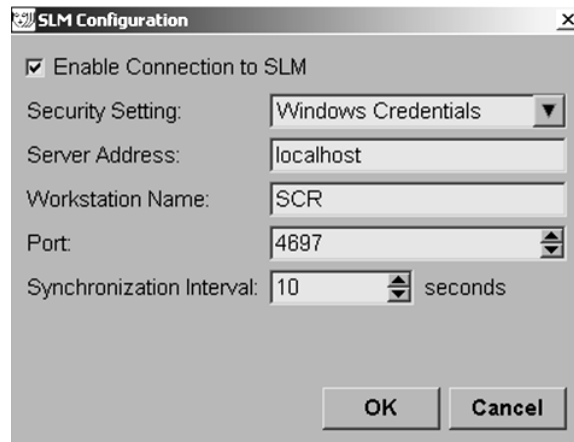 SLM Configuration
Enable Connection to SLM
Security Setting: Windows Credentials
Server Address: localhost
Workstation Name: SCR
Port: 4697
Synchronization Interval: 10 seconds
OK Cancel